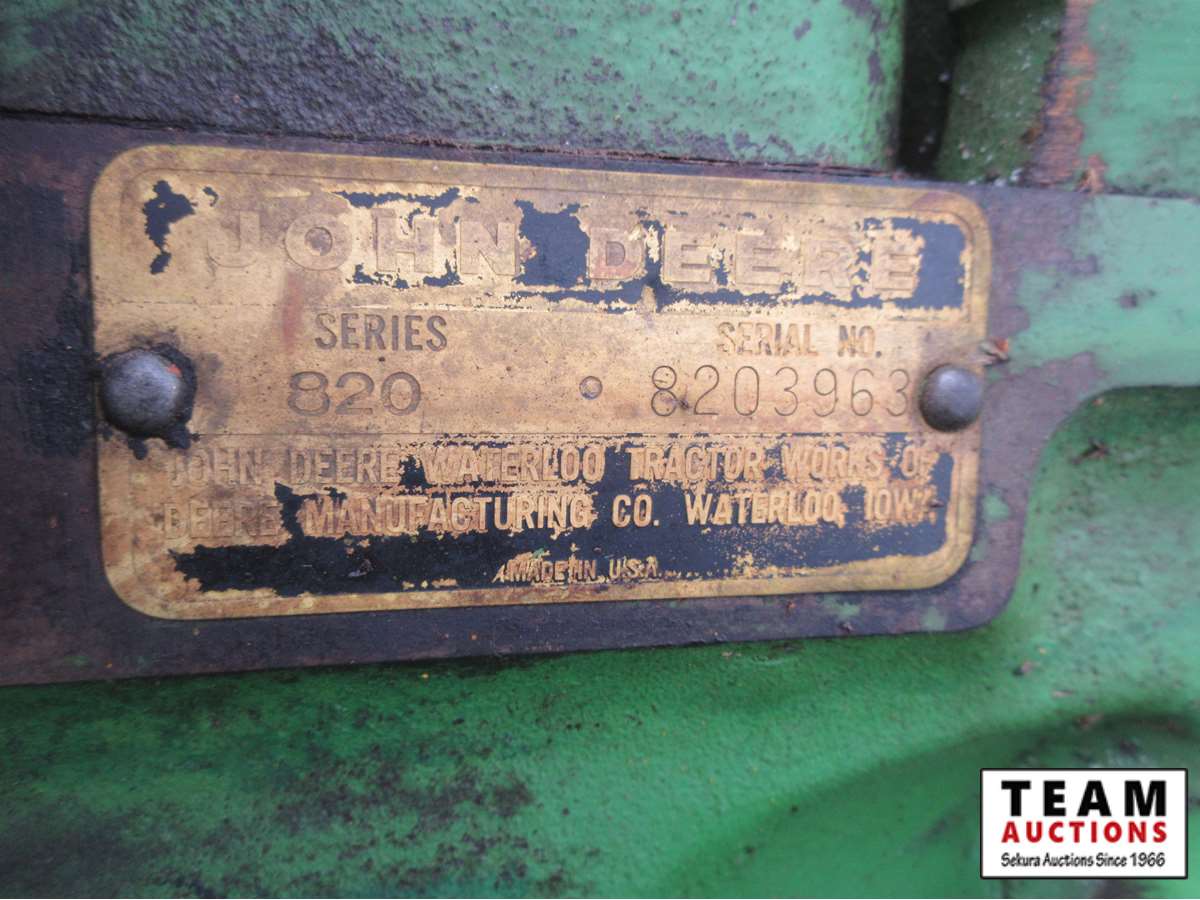 JOHN DEERE
SERIES SERIAL NO.
820 8203963
JOHN DEERE WATERLOO TRACTOR WORKS OF
DEERE MANUFACTURING CO. WATERLOO, IOWA
MADE IN U.S.A.
TEAM
AUCTIONS
Sekura Auctions Since 1966